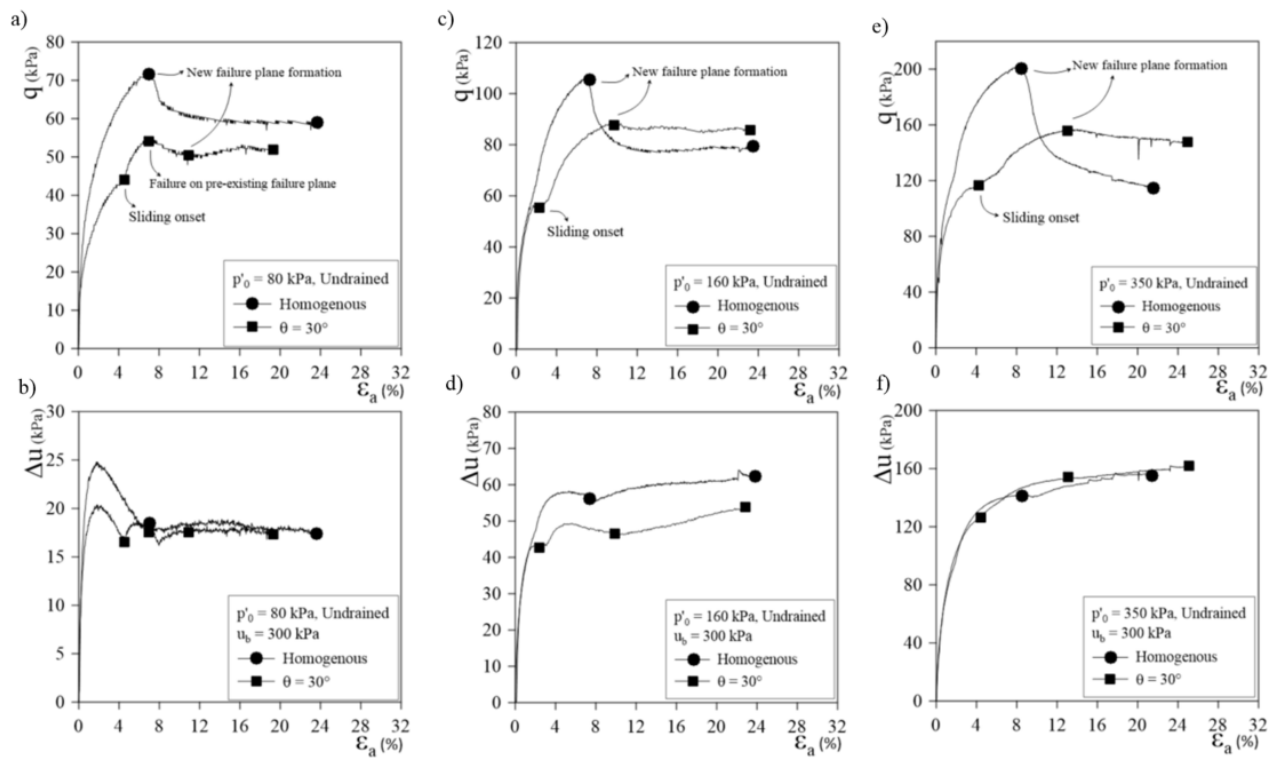 a)
q (kPa)
80
70
60
50
40
30
20
10
0
New failure plane formation
Failure on pre-existing failure plane
Sliding onset
p'0 = 80 kPa, Undrained
Homogenous
θ = 30°
0 4 8 12 16 20 24 28 32
εa (%)
c)
q (kPa)
120
100
80
60
40
20
0
New failure plane formation
Sliding onset
p'0 = 160 kPa, Undrained
Homogenous
θ = 30°
0 4 8 12 16 20 24 28 32
εa (%)
e)
q (kPa)
200
160
120
80
40
0
New failure plane formation
Sliding onset
p'0 = 350 kPa, Undrained
Homogenous
θ = 30°
0 4 8 12 16 20 24 28 32
εa (%)
b)
Δu (kPa)
30
25
20
15
10
5
0
p'0 = 80 kPa, Undrained
ub = 300 kPa
Homogenous
θ = 30°
0 4 8 12 16 20 24 28 32
εa (%)
d)
Δu (kPa)
80
70
60
50
40
30
20
10
0
p'0 = 160 kPa, Undrained
ub = 300 kPa
Homogenous
θ = 30°
0 4 8 12 16 20 24 28 32
εa (%)
f)
Δu (kPa)
200
160
120
80
40
0
p'0 = 350 kPa, Undrained
ub = 300 kPa
Homogenous
θ = 30°
0 4 8 12 16 20 24 28 32
εa (%)